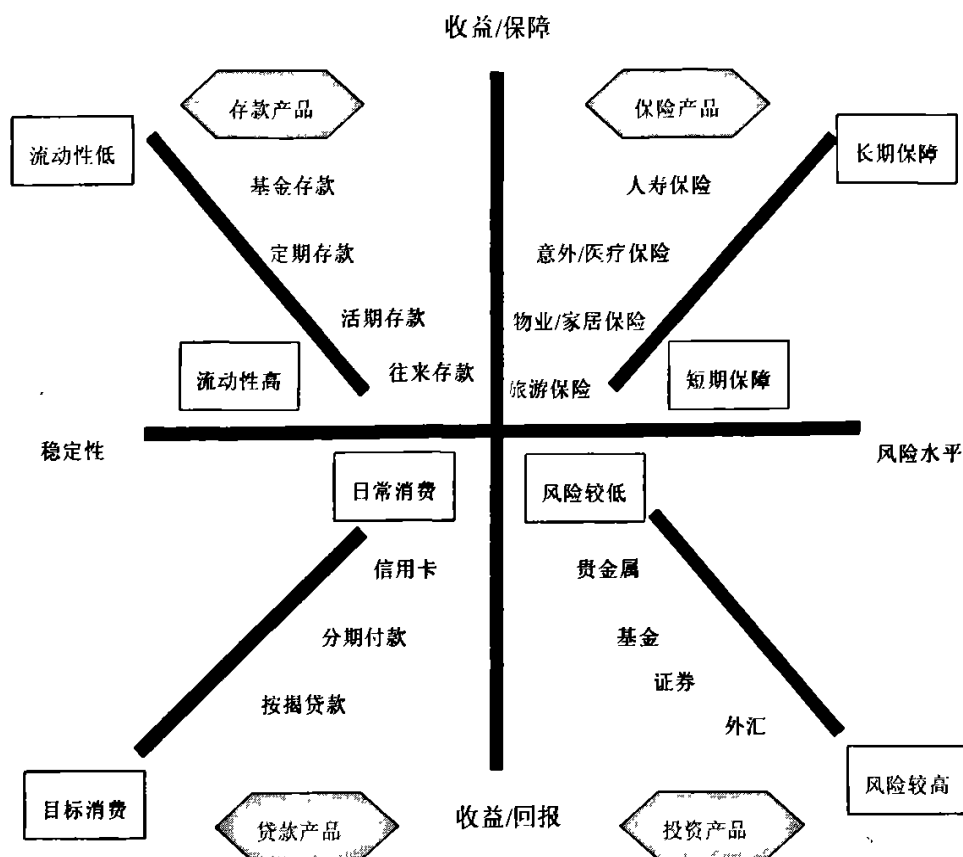 收益/保障
存款产品
保险产品
流动性低
长期保障
基金存款
人寿保险
定期存款
意外/医疗保险
活期存款
物业/家居保险
流动性高
往来存款
旅游保险
短期保障
稳定性
风险水平
日常消费
风险较低
信用卡
贵金属
分期付款
基金
证券
按揭贷款
外汇
目标消费
风险较高
贷款产品
收益/回报
投资产品